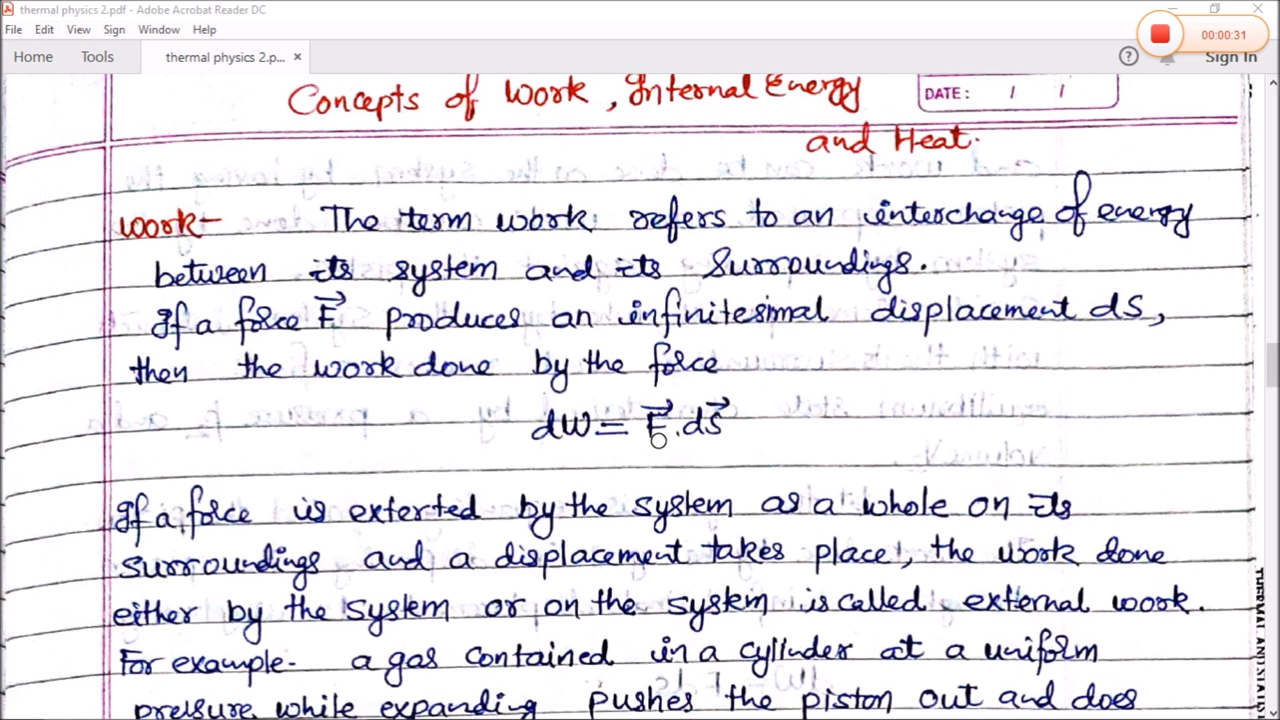 thermal physics 2.pdf - Adobe Acrobat Reader DC
File Edit View Sign Window Help
00:00:31
Home Tools thermal physics 2.p... × Sign In
Concepts of Work, Internal Energy
DATE: / /
and Heat.
Work- The term work refers to an interchange of energy
between its system and its Surroundings.
If a force F⃗ produces an infinitesimal displacement dS,
then the work done by the force
dW = F⃗.dS⃗
If a force is exterted by the system as a whole on its
surroundings and a displacement takes place, the work done
either by the system or on the system is called external work.
For example- a gas contained in a cylinder at a uniform
pressure while expanding pushes the piston out and does